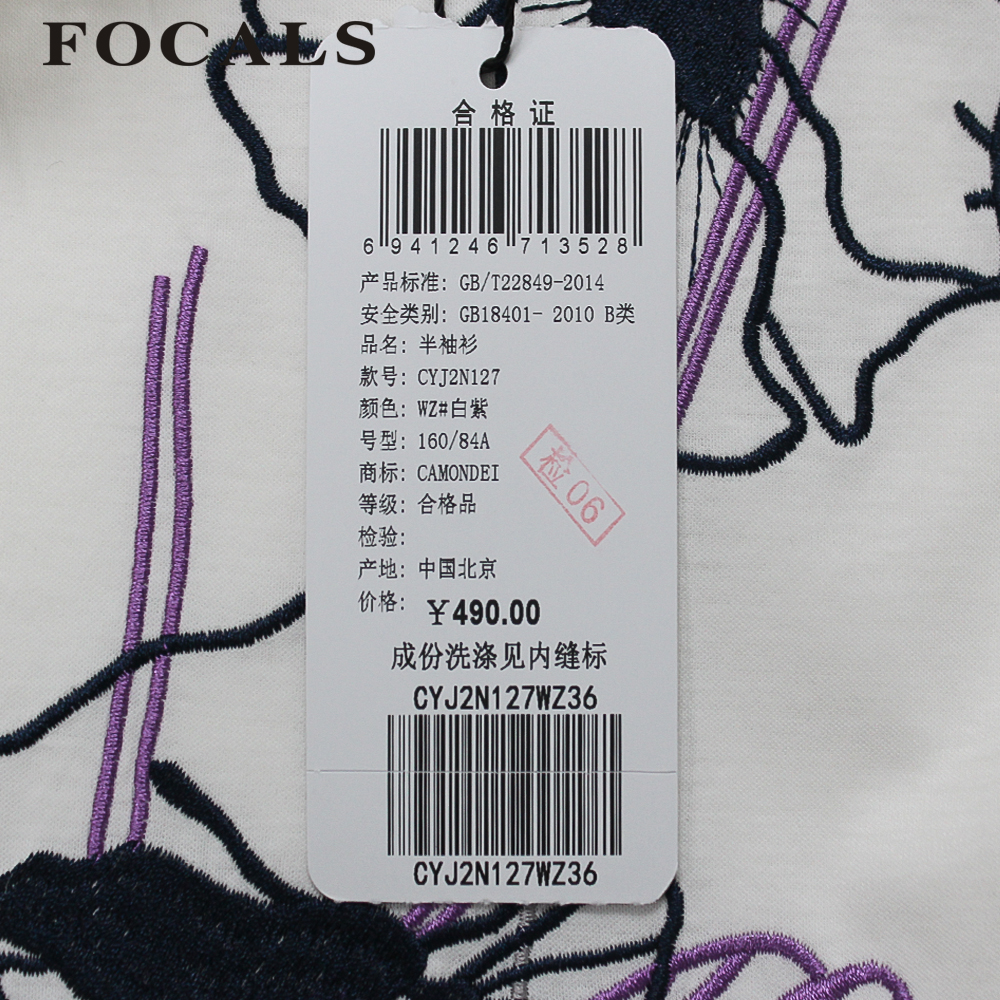 FOCALS
合格证
6 941246 713528
产品标准: GB/T22849-2014
安全类别: GB18401- 2010 B类
品名: 半袖衫
款号: CYJ2N127
颜色: WZ#白紫
号型: 160/84A
商标: CAMONDEI
等级: 合格品
检验:
检06
产地: 中国北京
价格: ￥490.00
成份洗涤见内缝标
CYJ2N127WZ36
CYJ2N127WZ36